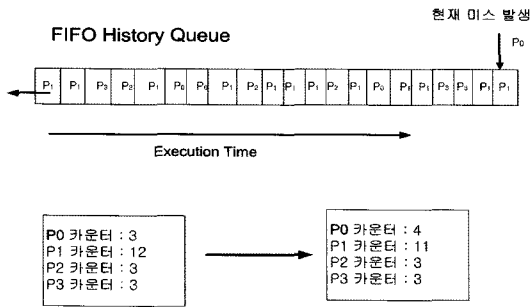 현재 미스 발생
FIFO History Queue
P0
P1 P1 P3 P2 P1 P0 P0 P1 P2 P1 P1 P1 P2 P1 P0 P1 P1 P3 P3 P1 P1
Execution Time
P0 카운터 : 3
P1 카운터 : 12
P2 카운터 : 3
P3 카운터 : 3
P0 카운터 : 4
P1 카운터 : 11
P2 카운터 : 3
P3 카운터 : 3